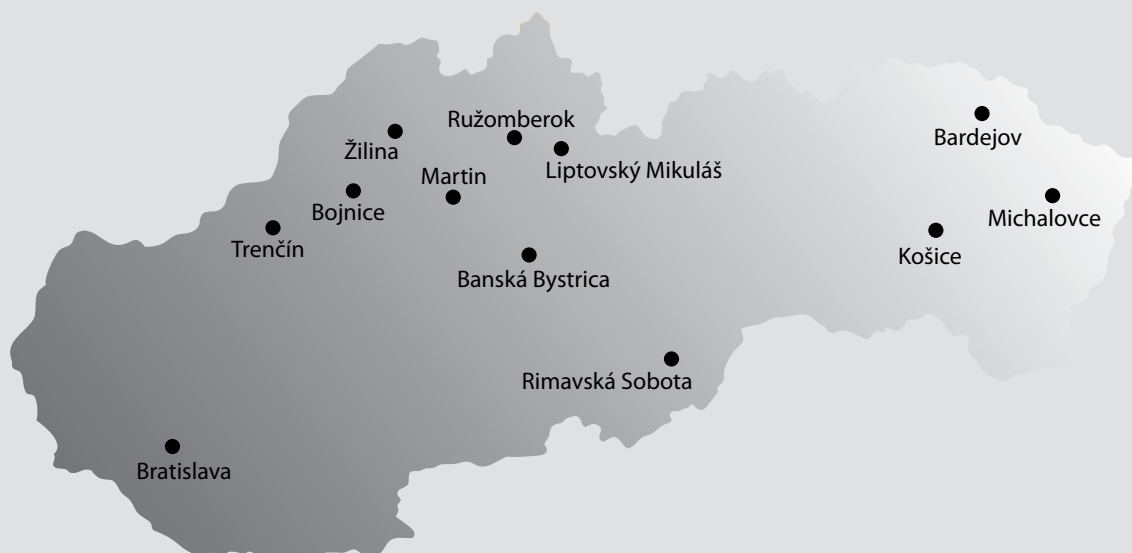 Ružomberok
Bardejov
Žilina
Liptovský Mikuláš
Martin
Bojnice
Michalovce
Trenčín
Košice
Banská Bystrica
Rimavská Sobota
Bratislava